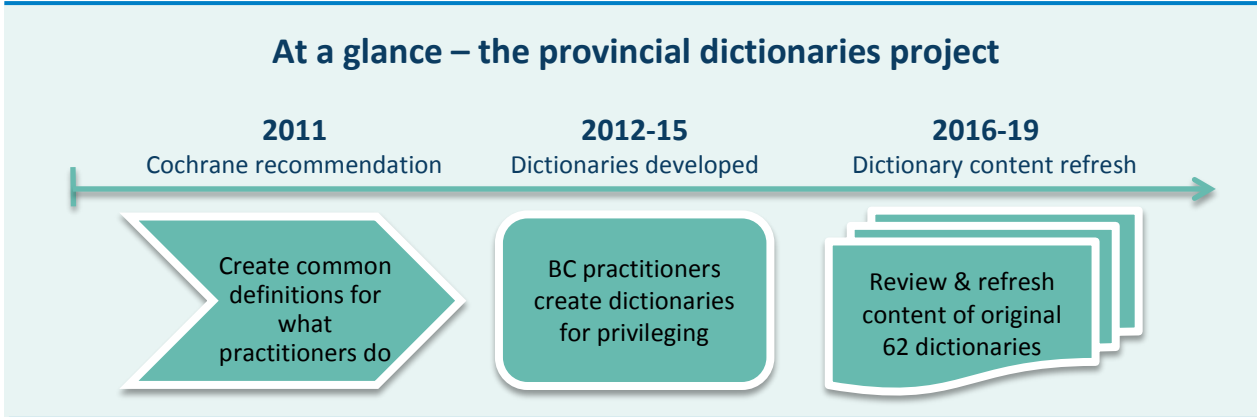 At a glance – the provincial dictionaries project
2011
Cochrane recommendation
2012-15
Dictionaries developed
2016-19
Dictionary content refresh
Create common
definitions for
what
practitioners do
BC practitioners
create dictionaries
for privileging
Review & refresh
content of original
62 dictionaries